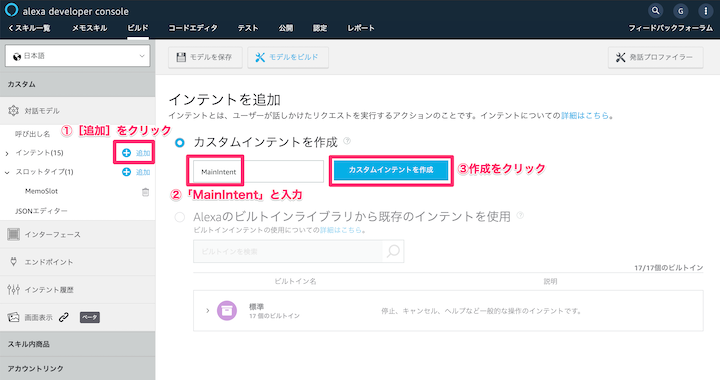 alexa developer console
G
スキル一覧 メモスキル ビルド コードエディタ テスト 公開 認定 レポート フィードバックフォーラム
日本語
モデルを保存 モデルをビルド 発話プロファイラー
カスタム
対話モデル
①［追加］をクリック
呼び出し名
インテント(15) 追加
スロットタイプ(1) 追加
MemoSlot
JSONエディター
インターフェース
エンドポイント
インテント履歴
画面表示 ベータ
スキル内商品
アカウントリンク
インテントを追加
インテントとは、ユーザーが話しかけたリクエストを実行するアクションのことです。インテントについての詳細はこちら。
カスタムインテントを作成
MainIntent カスタムインテントを作成 ③作成をクリック
②「MainIntent」と入力
Alexaのビルトインライブラリから既存のインテントを使用
ビルトインインテントの使用についての詳細はこちら。
ビルトインを検索
17/17個のビルトイン
ビルトイン名 説明
標準
17 個のビルトイン
停止、キャンセル、ヘルプなど一般的な操作のインテントです。